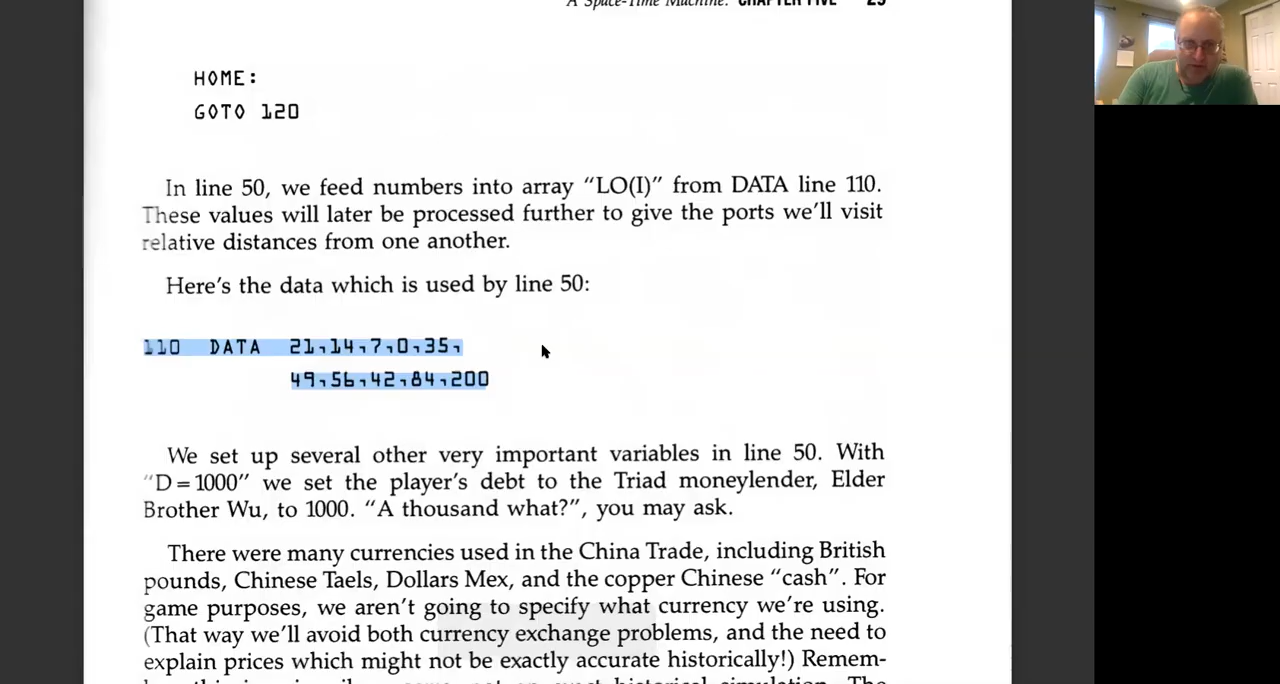 A Space-Time Machine: CHAPTER FIVE 29
HOME:
GOTO 120
In line 50, we feed numbers into array “LO(I)” from DATA line 110.
These values will later be processed further to give the ports we’ll visit
relative distances from one another.
Here’s the data which is used by line 50:
110 DATA 21,14,7,0,35,
49,56,42,84,200
We set up several other very important variables in line 50. With
“D=1000” we set the player’s debt to the Triad moneylender, Elder
Brother Wu, to 1000. “A thousand what?”, you may ask.
There were many currencies used in the China Trade, including British
pounds, Chinese Taels, Dollars Mex, and the copper Chinese “cash”. For
game purposes, we aren’t going to specify what currency we’re using.
(That way we’ll avoid both currency exchange problems, and the need to
explain prices which might not be exactly accurate historically!) Remem-